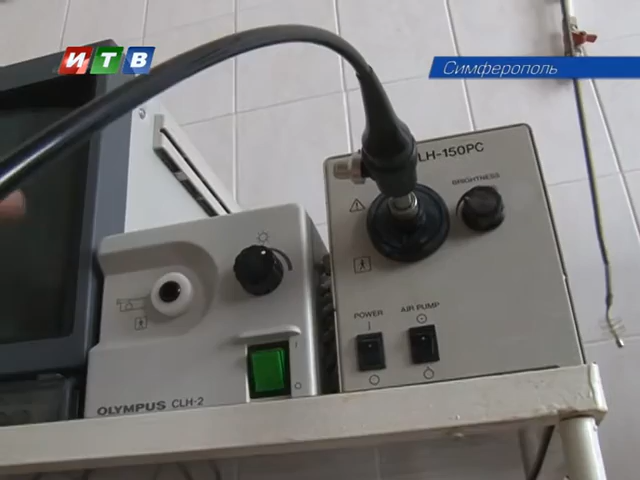 ИТВ
Симферополь
LH-150PC
BRIGHTNESS
POWER
AIR PUMP
OLYMPUS CLH-2